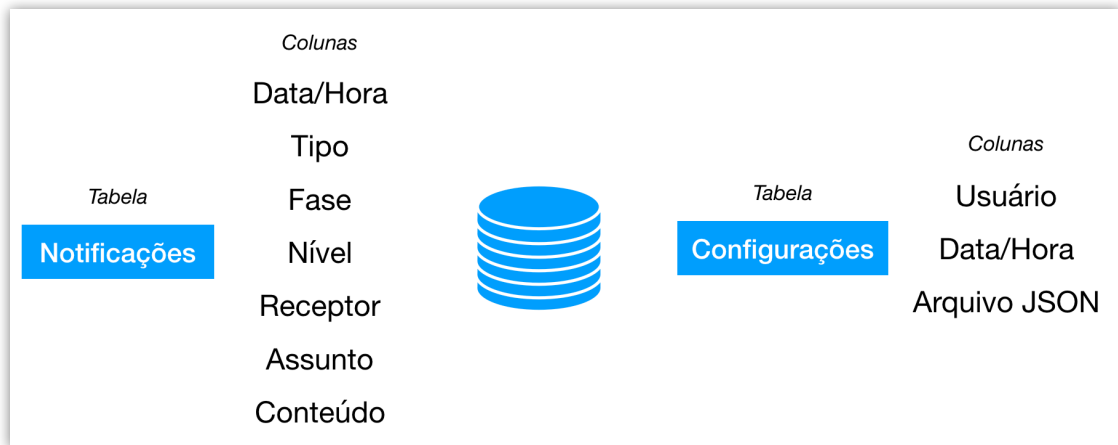 Tabela
Notificações
Colunas
Data/Hora
Tipo
Fase
Nível
Receptor
Assunto
Conteúdo
Tabela
Configurações
Colunas
Usuário
Data/Hora
Arquivo JSON